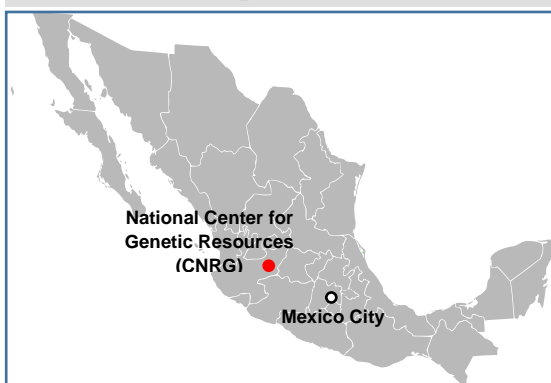 National Center for
Genetic Resources
(CNRG)
Mexico City